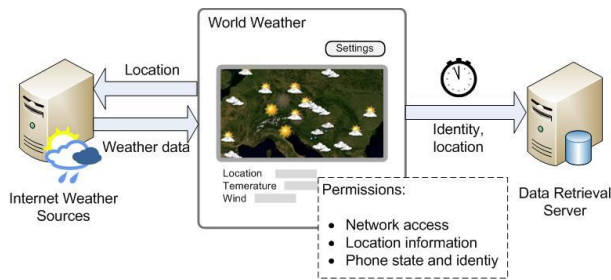 World Weather
Settings
Location
Weather data
Internet Weather
Sources
Location
Temerature
Wind
Identity,
location
Data Retrieval
Server
Permissions:
• Network access
• Location information
• Phone state and identiy